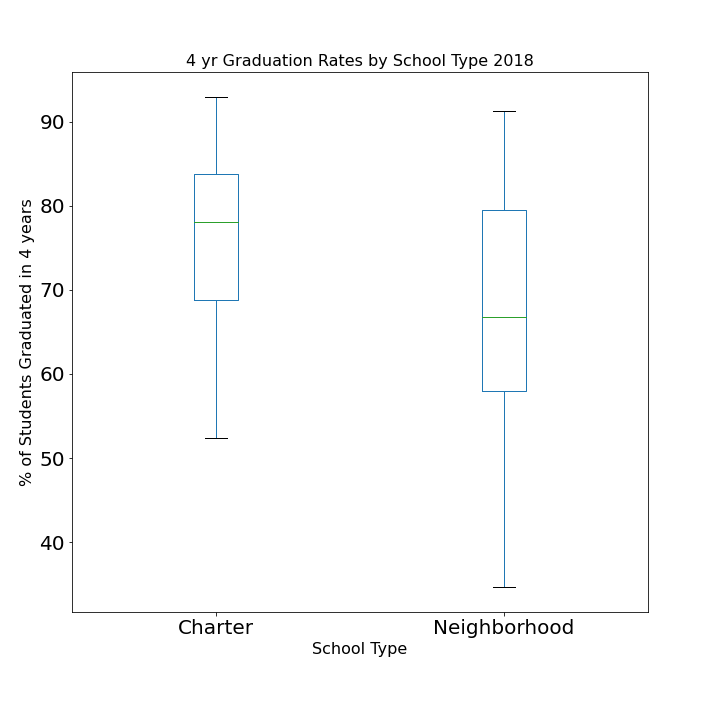 4 yr Graduation Rates by School Type 2018
% of Students Graduated in 4 years
90
80
70
60
50
40
Charter
Neighborhood
School Type